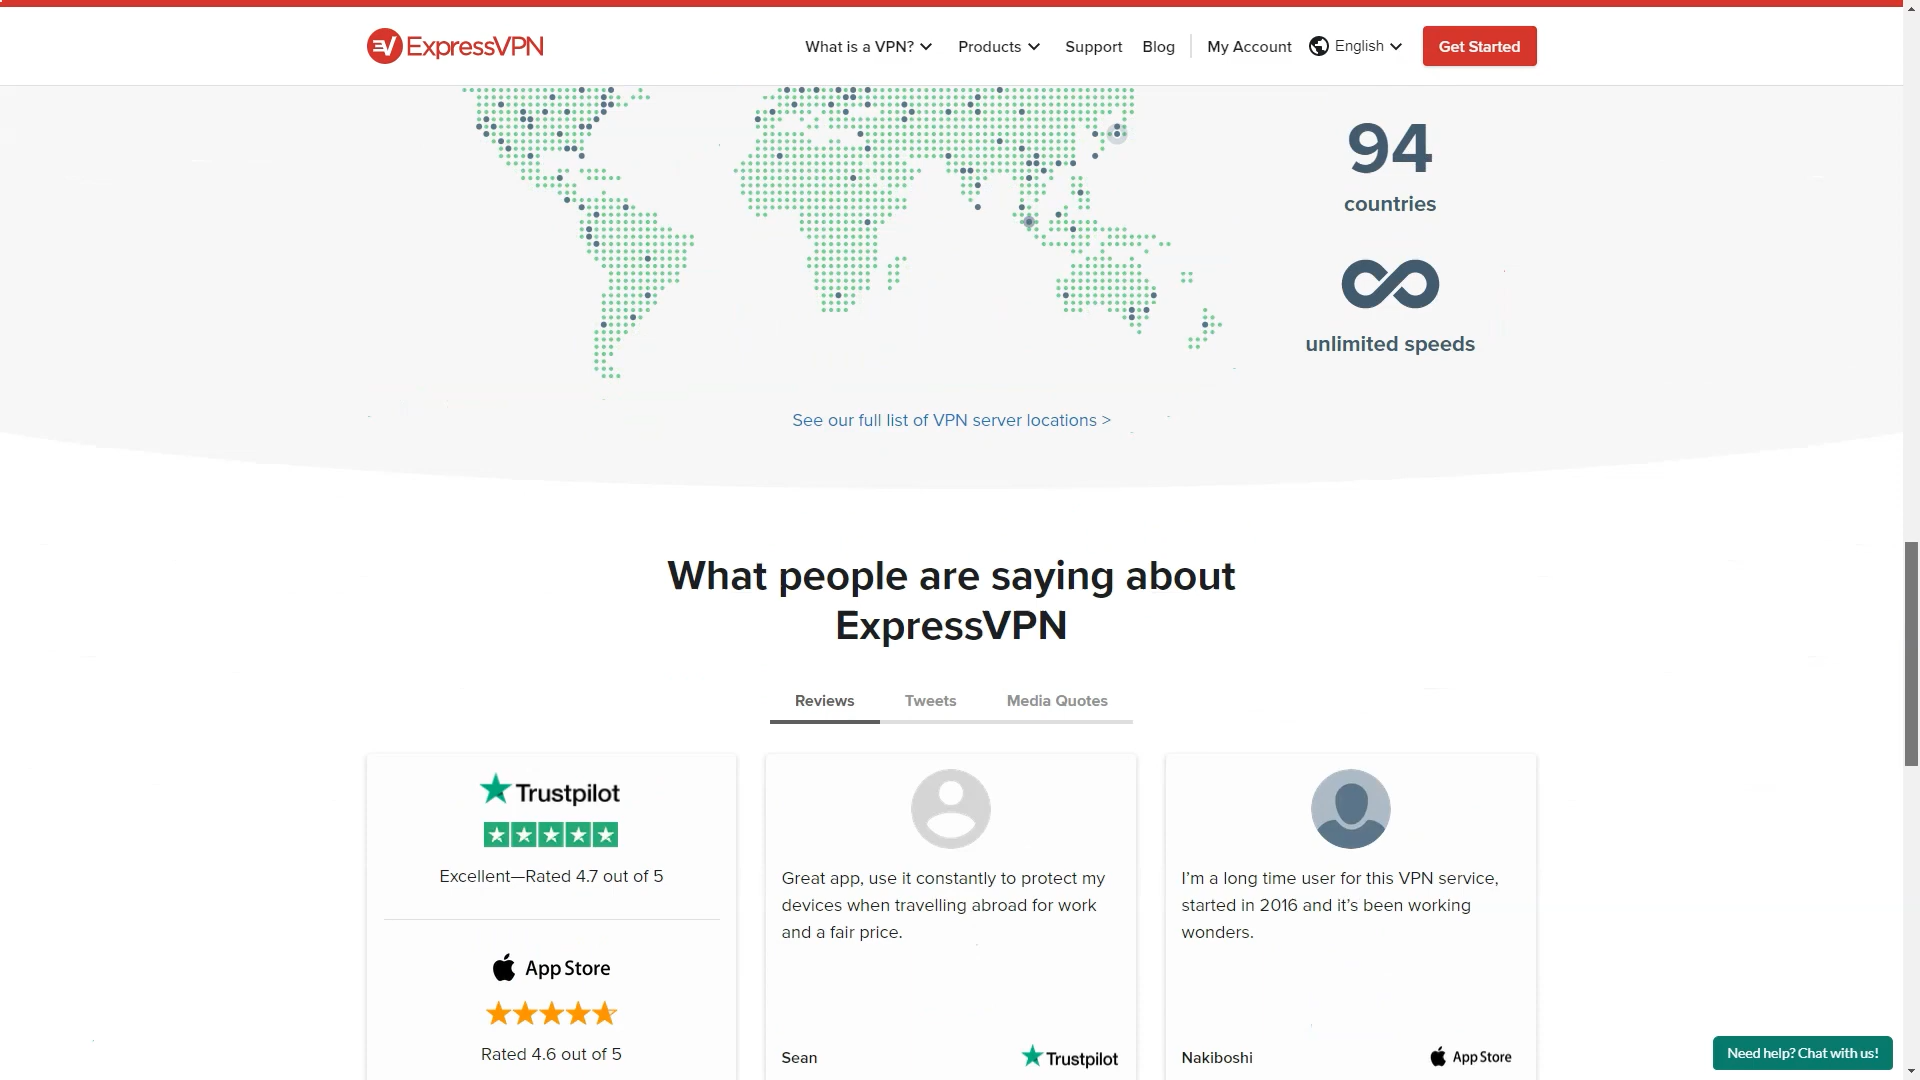 ExpressVPN
What is a VPN? Products Support Blog My Account English Get Started
94
countries
unlimited speeds
See our full list of VPN server locations >
What people are saying about
ExpressVPN
Reviews Tweets Media Quotes
Trustpilot
Excellent—Rated 4.7 out of 5
App Store
Rated 4.6 out of 5
Great app, use it constantly to protect my
devices when travelling abroad for work
and a fair price.
Sean Trustpilot
I’m a long time user for this VPN service,
started in 2016 and it’s been working
wonders.
Nakiboshi App Store
Need help? Chat with us!